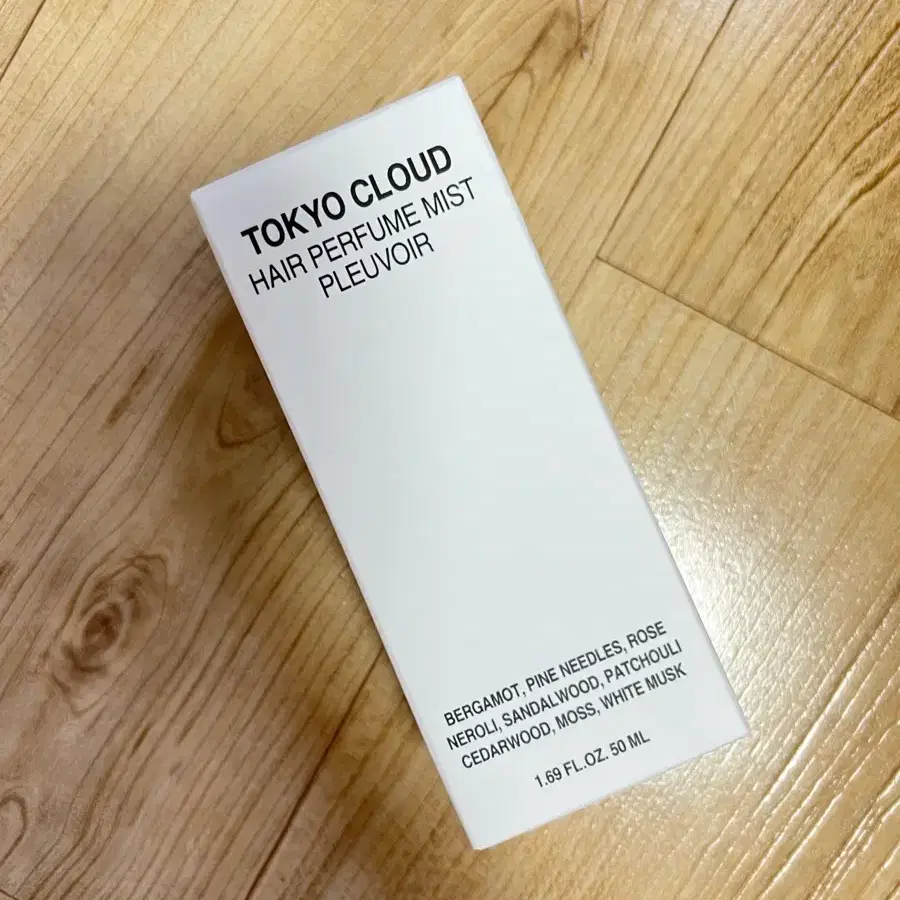 TOKYO CLOUD
HAIR PERFUME MIST
PLEUVOIR
BERGAMOT, PINE NEEDLES, ROSE
NEROLI, SANDALWOOD, PATCHOULI
CEDARWOOD, MOSS, WHITE MUSK
1.69 FL.OZ. 50 ML